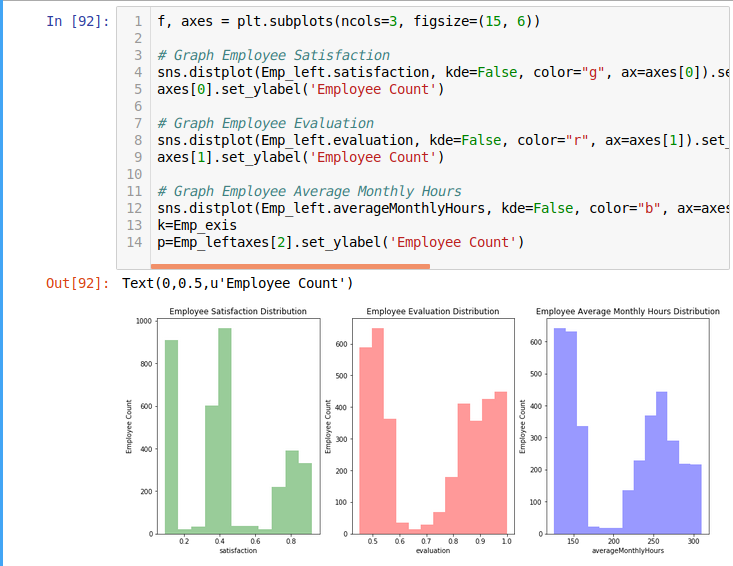 In [92]:
1 f, axes = plt.subplots(ncols=3, figsize=(15, 6))
2
3 # Graph Employee Satisfaction
4 sns.distplot(Emp_left.satisfaction, kde=False, color="g", ax=axes[0]).se
5 axes[0].set_ylabel('Employee Count')
6
7 # Graph Employee Evaluation
8 sns.distplot(Emp_left.evaluation, kde=False, color="r", ax=axes[1]).set_
9 axes[1].set_ylabel('Employee Count')
10
11 # Graph Employee Average Monthly Hours
12 sns.distplot(Emp_left.averageMonthlyHours, kde=False, color="b", ax=axes
13 k=Emp_exis
14 p=Emp_leftaxes[2].set_ylabel('Employee Count')
Out[92]: Text(0,0.5,u'Employee Count')
Employee Satisfaction Distribution
1000
800
600
400
200
0
Employee Count
0.2 0.4 0.6 0.8
satisfaction
Employee Evaluation Distribution
600
500
400
300
200
100
0
Employee Count
0.5 0.6 0.7 0.8 0.9 1.0
evaluation
Employee Average Monthly Hours Distribution
600
500
400
300
200
100
0
Employee Count
150 200 250 300
averageMonthlyHours